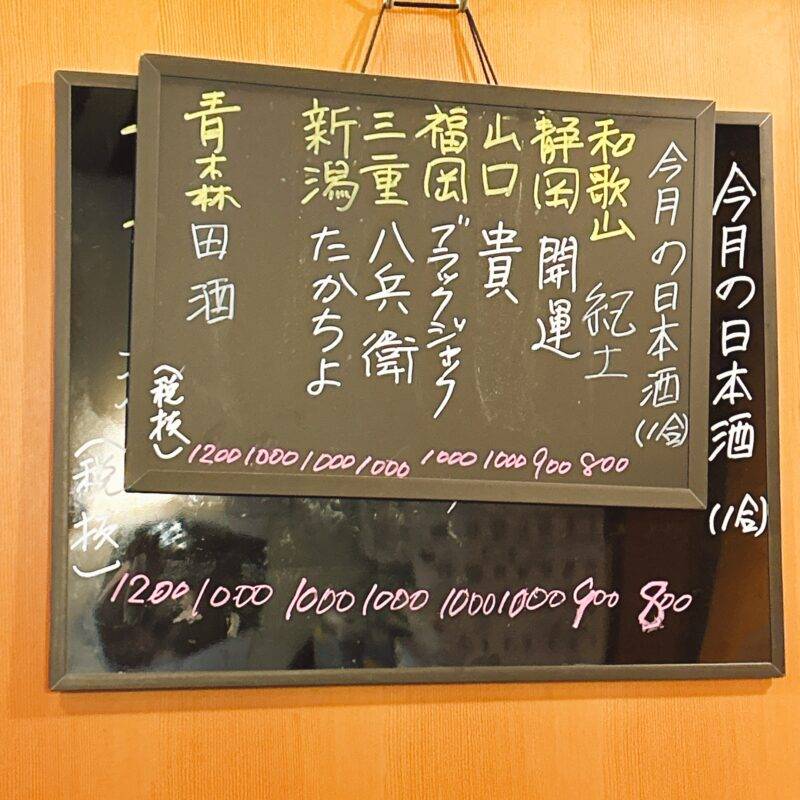 今月の日本酒 (1合)
和歌山 紀土
静岡 開運
山口 貴
福岡 ブラックジャック
三重 八兵衛
新潟 たかちよ
青森 田酒
(税抜)
1200 1000 1000 1000 1000 1000 900 800
今月の日本酒 (1合)
(税抜)
1200 1000 1000 1000 1000 1000 900 800